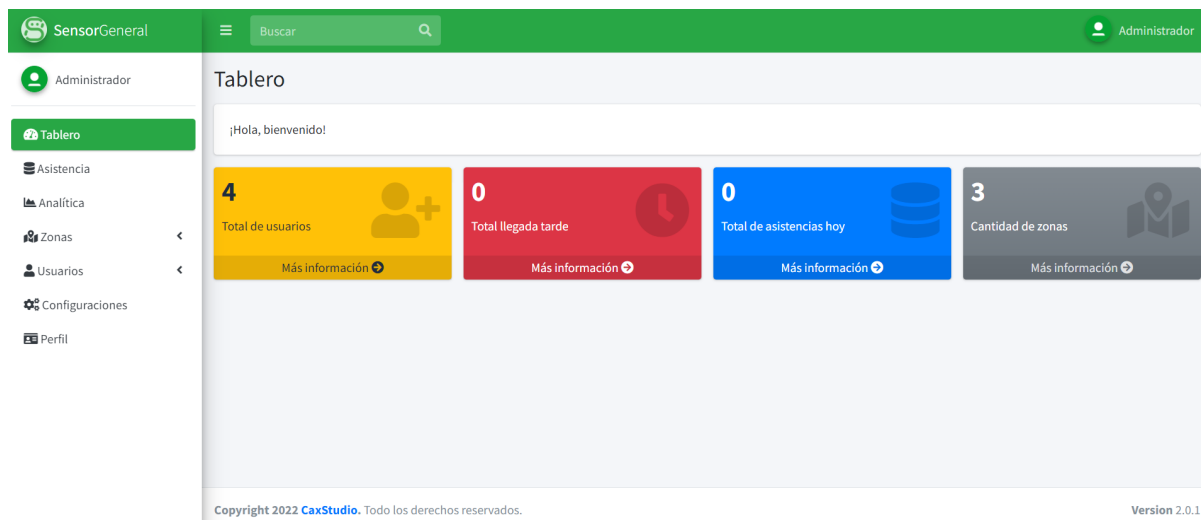 SensorGeneral
Buscar
Administrador
Administrador
Tablero
Asistencia
Analítica
Zonas
Usuarios
Configuraciones
Perfil
Tablero
¡Hola, bienvenido!
4
Total de usuarios
Más información
0
Total llegada tarde
Más información
0
Total de asistencias hoy
Más información
3
Cantidad de zonas
Más información
Copyright 2022 CaxStudio. Todo los derechos reservados.
Version 2.0.1